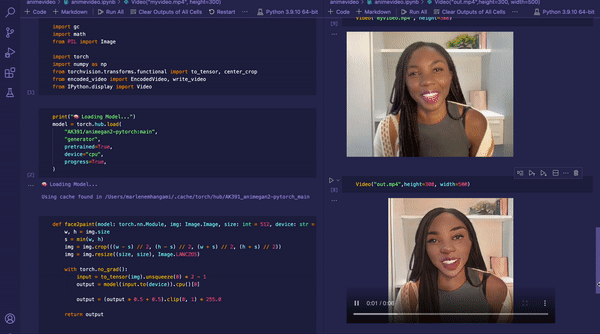 animevideo > animevideo.ipynb > Video("myvideo.mp4", height=300)
Code + Markdown Run All Clear Outputs of All Cells Restart Python 3.9.10 64-bit
import gc
import math
from PIL import Image
import torch
import numpy as np
from torchvision.transforms.functional import to_tensor, center_crop
from encoded_video import EncodedVideo, write_video
from IPython.display import Video
[1]
print("Loading Model...")
model = torch.hub.load(
"AK391/animegan2-pytorch:main",
"generator",
pretrained=True,
device="cpu",
progress=True,
)
[2]
Loading Model...
Using cache found in /Users/marlenemhangami/.cache/torch/hub/AK391_animegan2-pytorch_main
def face2paint(model: torch.nn.Module, img: Image.Image, size: int = 512, device: str =
w, h = img.size
s = min(w, h)
img = img.crop(((w - s) // 2, (h - s) // 2, (w + s) // 2, (h + s) // 2))
img = img.resize((size, size), Image.LANCZOS)
with torch.no_grad():
input = to_tensor(img).unsqueeze(0) * 2 - 1
output = model(input.to(device)).cpu()[0]
output = (output * 0.5 + 0.5).clip(0, 1) * 255.0
return output
animevideo > animevideo.ipynb > Video("out.mp4",height=300, width=500)
Code + Markdown Run All Clear Outputs of All Cells Python 3.9.10 64-bit
Video("myvideo.mp4", height=300)
Video("out.mp4",height=300, width=500)
0:01 / 0:06